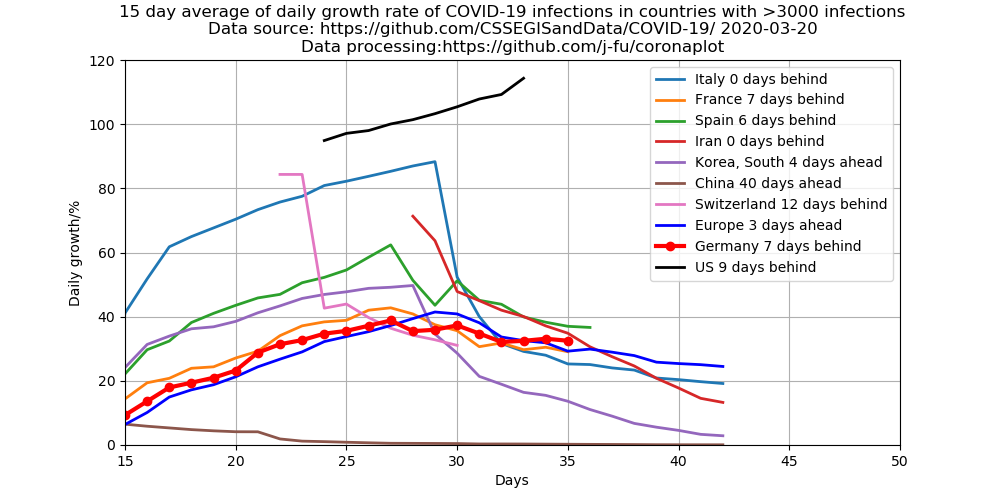 15 day average of daily growth rate of COVID-19 infections in countries with >3000 infections
Data source: https://github.com/CSSEGISandData/COVID-19/ 2020-03-20
Data processing:https://github.com/j-fu/coronaplot
Daily growth/%
120
100
80
60
40
20
0
Italy 0 days behind
France 7 days behind
Spain 6 days behind
Iran 0 days behind
Korea, South 4 days ahead
China 40 days ahead
Switzerland 12 days behind
Europe 3 days ahead
Germany 7 days behind
US 9 days behind
15 20 25 30 35 40 45 50
Days